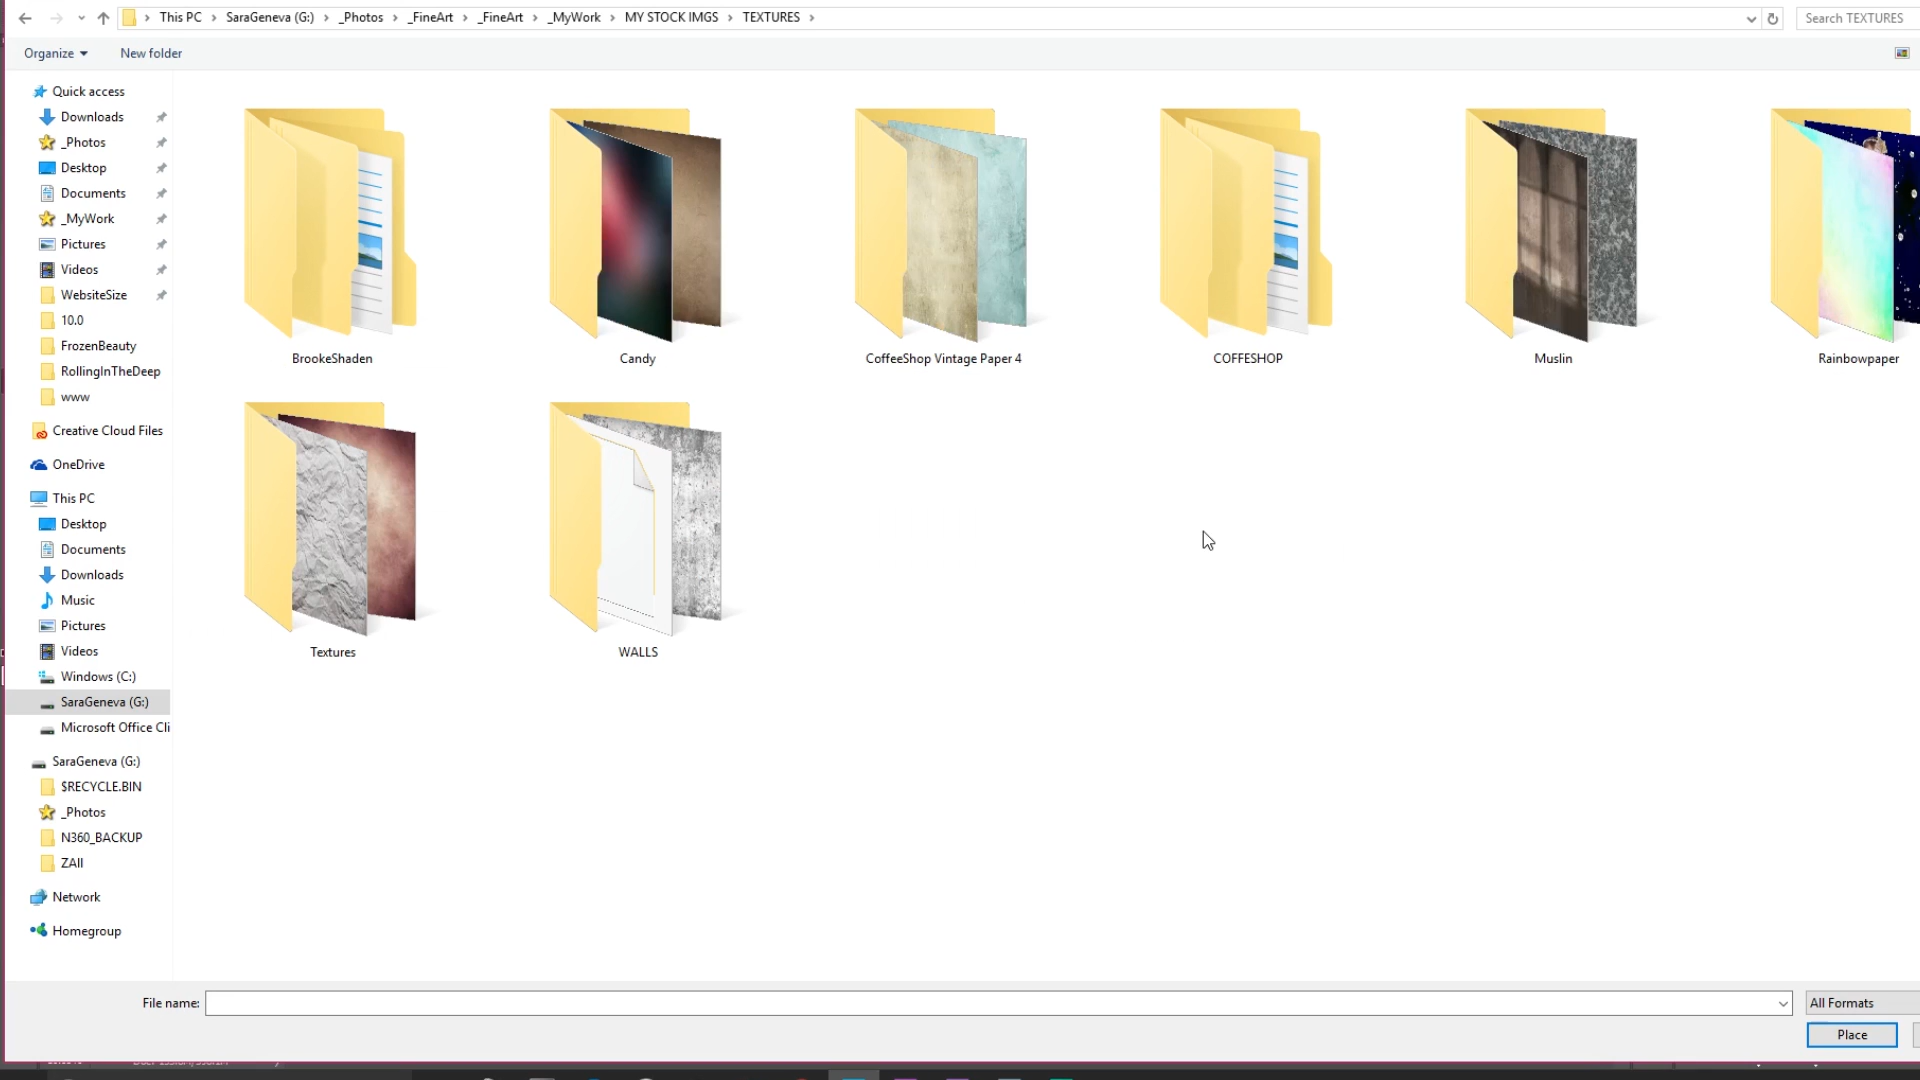 This PC › SaraGeneva (G:) › _Photos › _FineArt › _FineArt › _MyWork › MY STOCK IMGS › TEXTURES ›
Search TEXTURES
Organize
New folder
Quick access
Downloads
_Photos
Desktop
Documents
_MyWork
Pictures
Videos
WebsiteSize
10.0
FrozenBeauty
RollingInTheDeep
www
Creative Cloud Files
OneDrive
This PC
Desktop
Documents
Downloads
Music
Pictures
Videos
Windows (C:)
SaraGeneva (G:)
Microsoft Office Cli
SaraGeneva (G:)
$RECYCLE.BIN
_Photos
N360_BACKUP
ZAll
Network
Homegroup
BrookeShaden
Candy
CoffeeShop Vintage Paper 4
COFFESHOP
Muslin
Rainbowpaper
Textures
WALLS
File name:
All Formats
Place